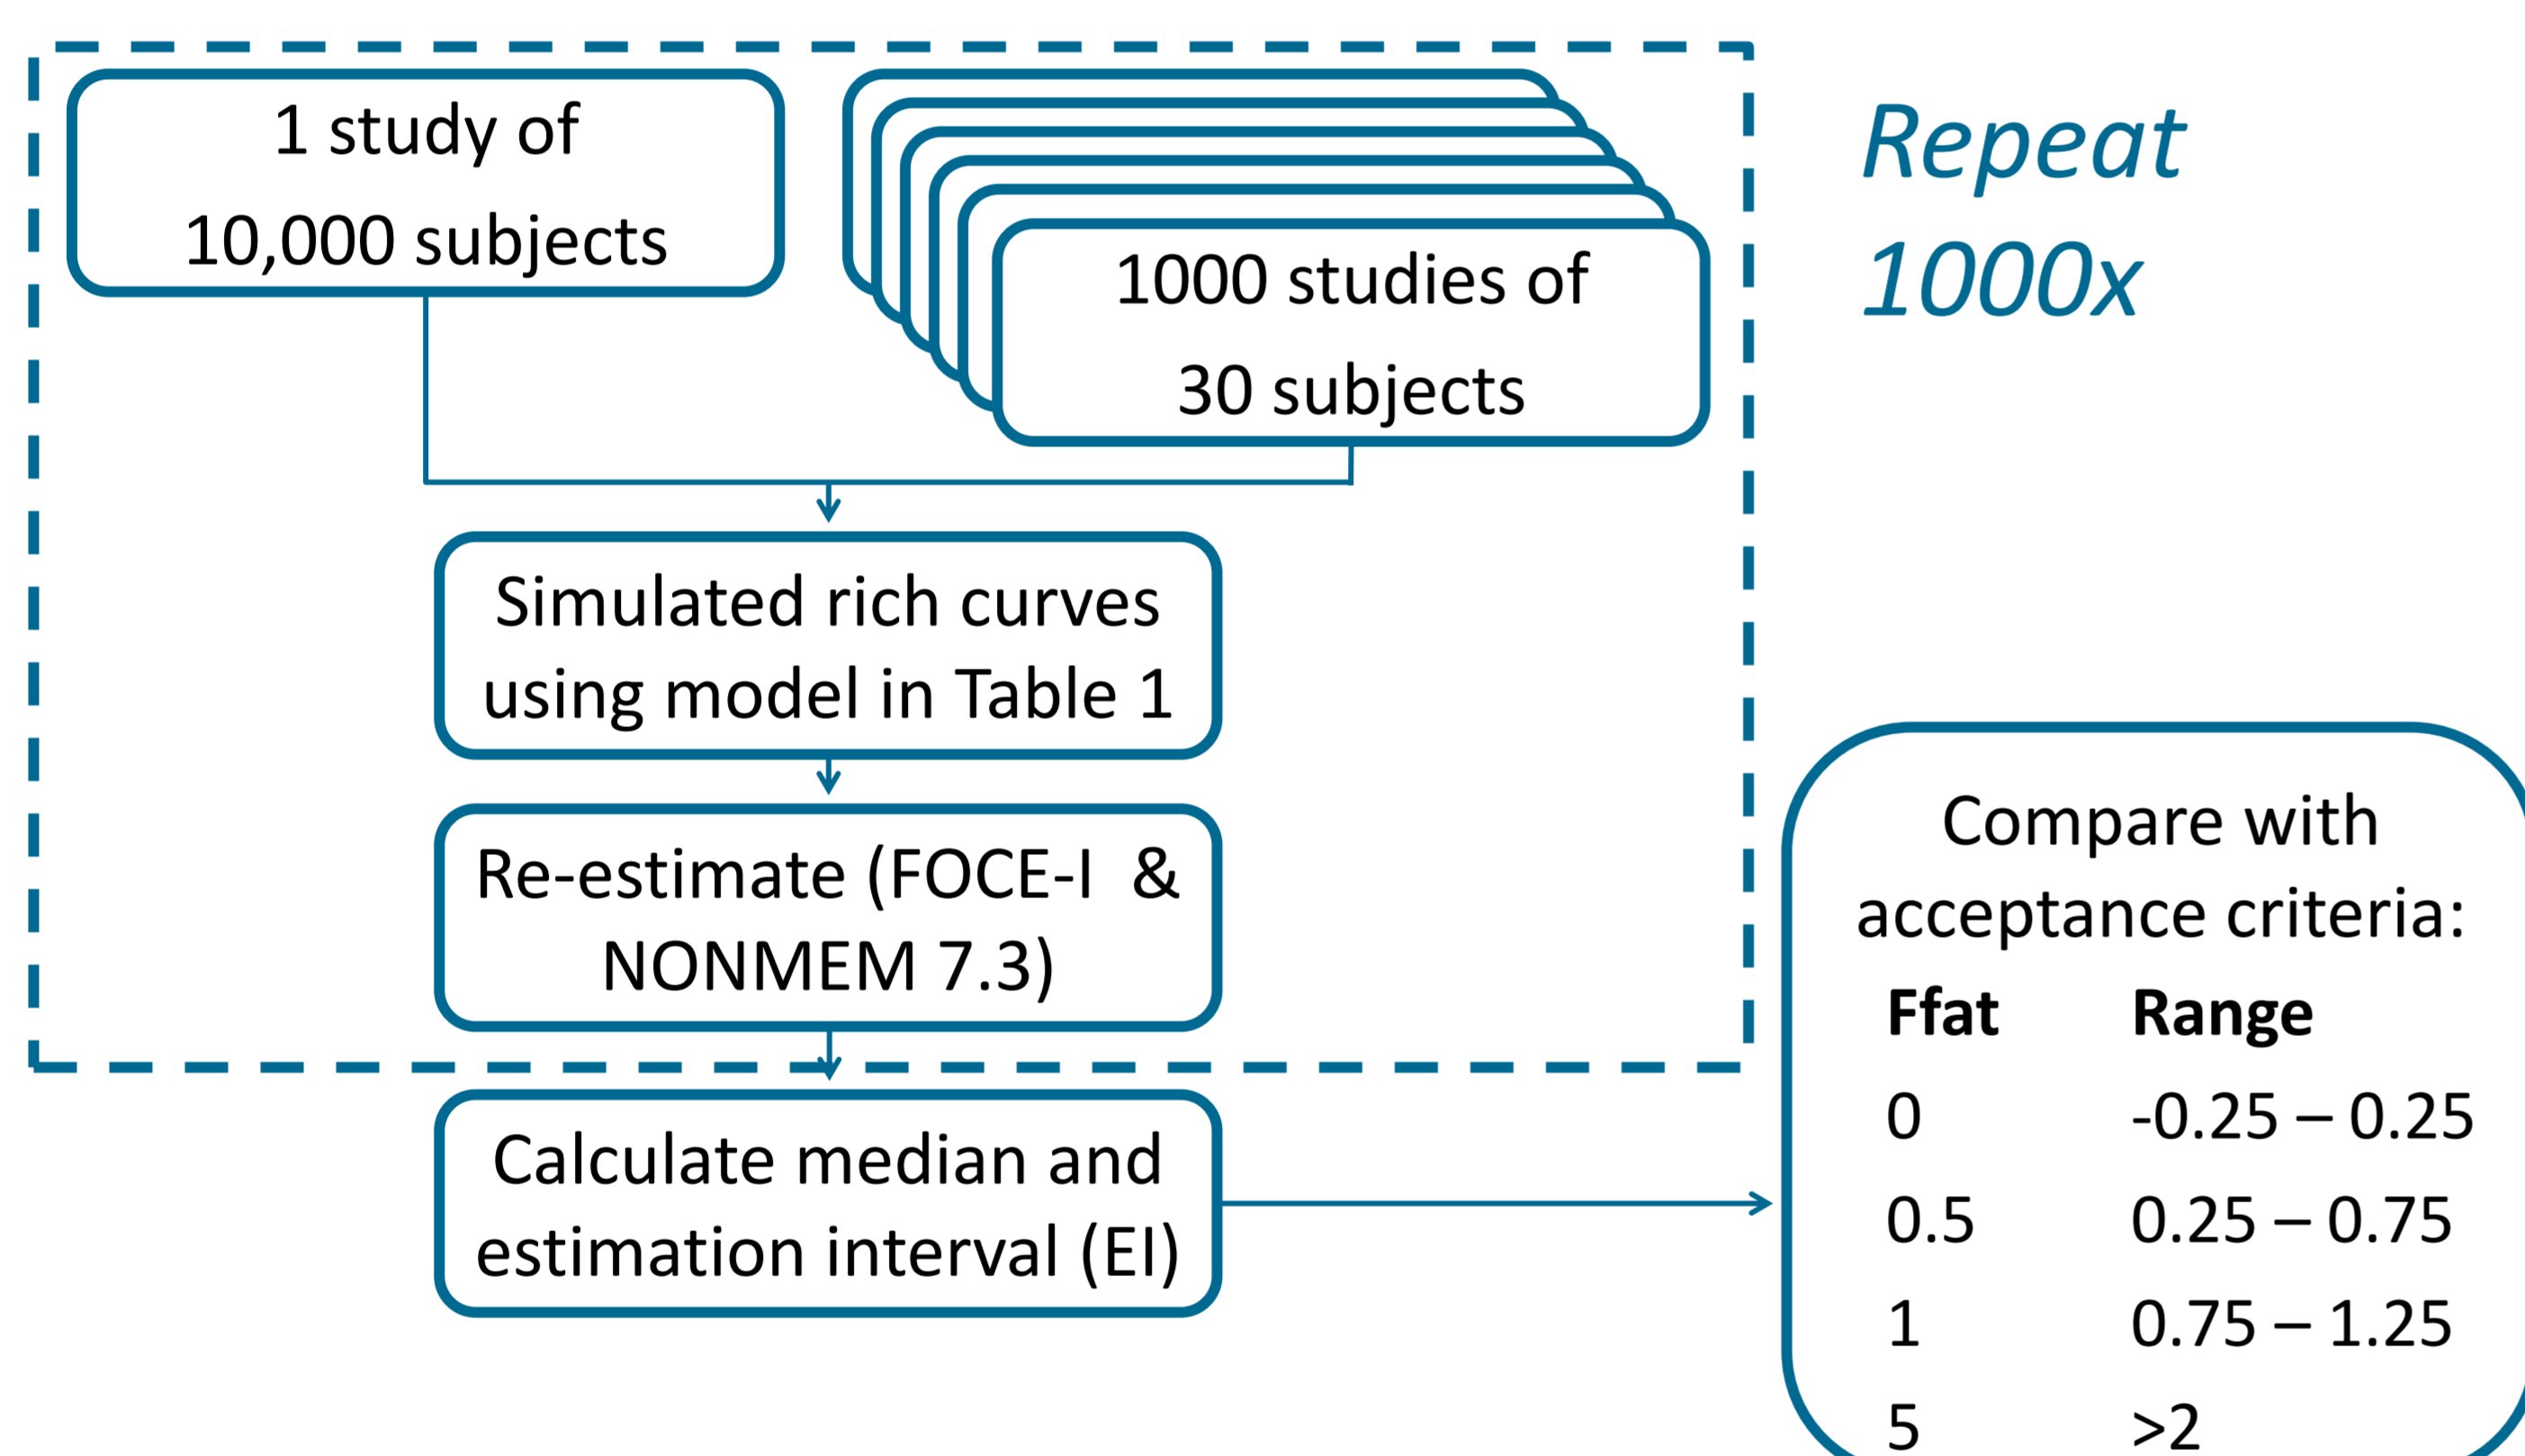 1 study of
10,000 subjects
1000 studies of
30 subjects
Repeat
1000x
Simulated rich curves
using model in Table 1
Re-estimate (FOCE-I &
NONMEM 7.3)
Calculate median and
estimation interval (EI)
Compare with
acceptance criteria:
Ffat Range
0 -0.25 – 0.25
0.5 0.25 – 0.75
1 0.75 – 1.25
5 >2